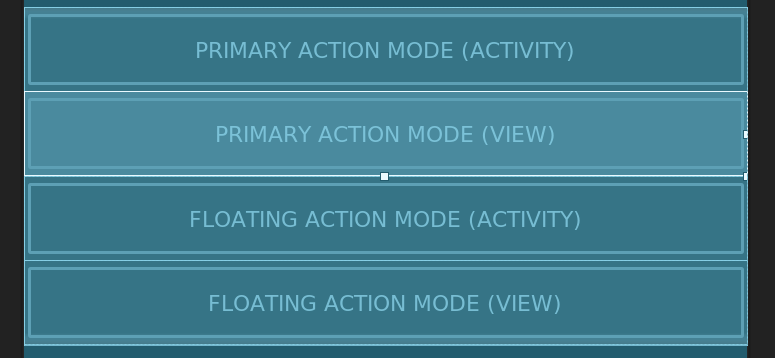 PRIMARY ACTION MODE (ACTIVITY)
PRIMARY ACTION MODE (VIEW)
FLOATING ACTION MODE (ACTIVITY)
FLOATING ACTION MODE (VIEW)